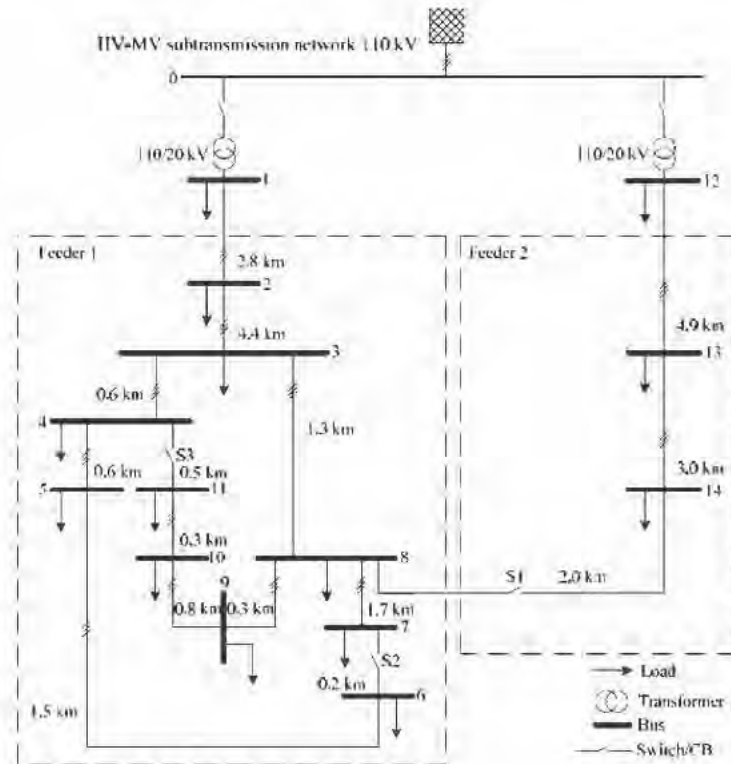 HV-MV subtransmission network 110 kV
0
110/20 kV
110/20 kV
1
12
Feeder 1
Feeder 2
2.8 km
2
4.4 km
4.9 km
3
13
0.6 km
4
1.3 km
S3
0.6 km
0.5 km
3.0 km
5
11
14
0.3 km
10
8
9
S1
2.0 km
0.8 km
0.3 km
1.7 km
7
S2
0.2 km
6
1.5 km
Load
Transformer
Bus
Switch/CB